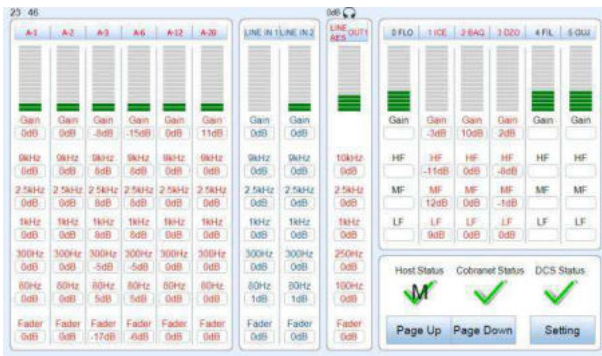 23 : 46 0dB
A-1 A-2 A-3 A-6 A-12 A-20 LINE IN 1 LINE IN 2 LINE RES OUT1 0 FLO 1 ICE 2 BAG 3 DZO 4 FIL 5 GUJ
Gain Gain Gain Gain Gain Gain Gain Gain Gain Gain Gain Gain Gain Gain Gain
0dB 0dB -8dB -15dB 0dB 11dB 0dB 0dB 0dB -3dB 10dB 2dB
9kHz 9kHz 9kHz 9kHz 9kHz 9kHz 9kHz 9kHz 10kHz HF HF HF HF HF HF
0dB 0dB 8dB 8dB 0dB 0dB 0dB 0dB 0dB -11dB 0dB -8dB
2.5kHz 2.5kHz 2.5kHz 2.5kHz 2.5kHz 2.5kHz 2.5kHz 2.5kHz 2.5kHz MF MF MF MF MF MF
0dB 0dB 8dB 8dB 0dB 0dB 0dB 0dB 0dB 12dB 0dB -1dB
1kHz 1kHz 1kHz 1kHz 1kHz 1kHz 1kHz 1kHz 1kHz LF LF LF LF LF LF
0dB 0dB 8dB 8dB 0dB 0dB 0dB 0dB 0dB 9dB 0dB 0dB
300Hz 300Hz 300Hz 300Hz 300Hz 300Hz 300Hz 300Hz 250Hz
0dB 0dB -5dB -5dB 0dB 0dB 0dB 0dB 0dB
80Hz 80Hz 80Hz 80Hz 80Hz 80Hz 80Hz 80Hz 100Hz
0dB 0dB 5dB 5dB 0dB 0dB 1dB 1dB 0dB
Fader Fader Fader Fader Fader Fader Fader Fader Fader
0dB 0dB -17dB -6dB 0dB 0dB 0dB 0dB 0dB
Host Status Cobranet Status DCS Status
M
Page Up Page Down Setting